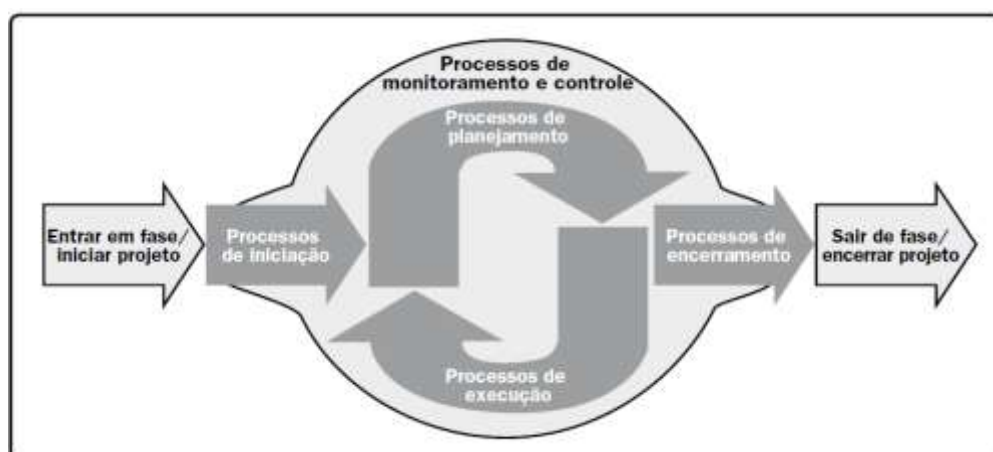 Processos de
monitoramento e controle
Processos de
planejamento
Entrar em fase/
iniciar projeto
Processos
de iniciação
Processos de
encerramento
Sair de fase/
encerrar projeto
Processos de
execução